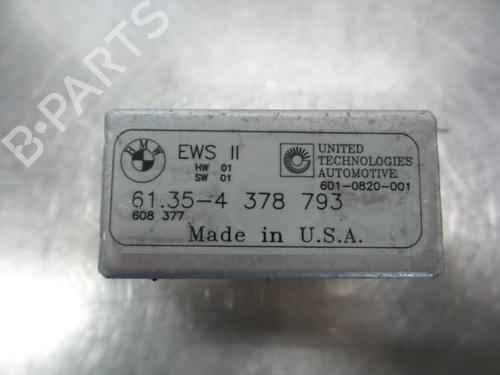 B-PARTS
BMW
EWS II
HW 01
SW 01
UNITED
TECHNOLOGIES
AUTOMOTIVE
601-0820-001
61.35-4 378 793
608 377
Made in U.S.A.